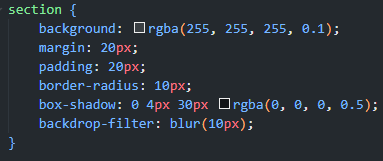 section {
    background: rgba(255, 255, 255, 0.1);
    margin: 20px;
    padding: 20px;
    border-radius: 10px;
    box-shadow: 0 4px 30px rgba(0, 0, 0, 0.5);
    backdrop-filter: blur(10px);
}